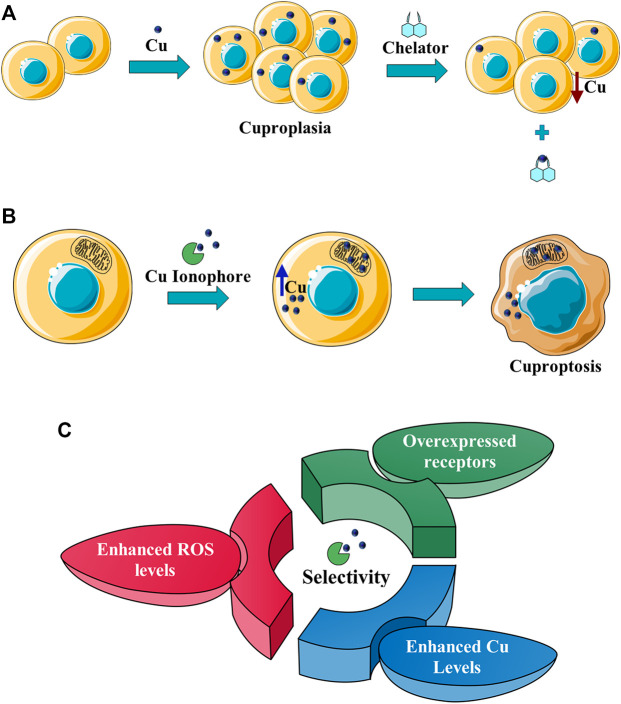 A
Cu
Cuproplasia
Chelator
Cu
B
Cu Ionophore
Cu
Cuproptosis
C
Overexpressed
receptors
Enhanced ROS
levels
Selectivity
Enhanced Cu
Levels